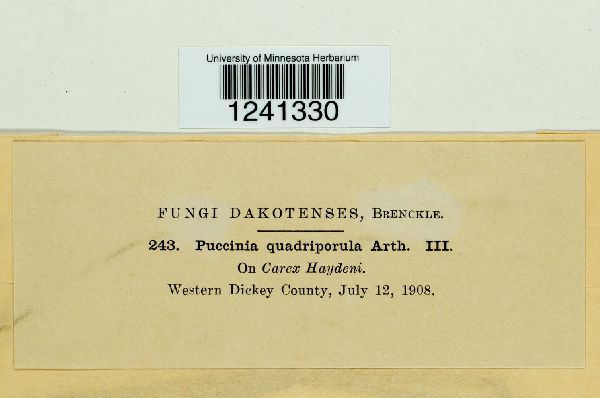 University of Minnesota Herbarium
1241330
FUNGI DAKOTENSES, BRENCKLE.
243. Puccinia quadriporula Arth. III.
On Carex Haydeni.
Western Dickey County, July 12, 1908.